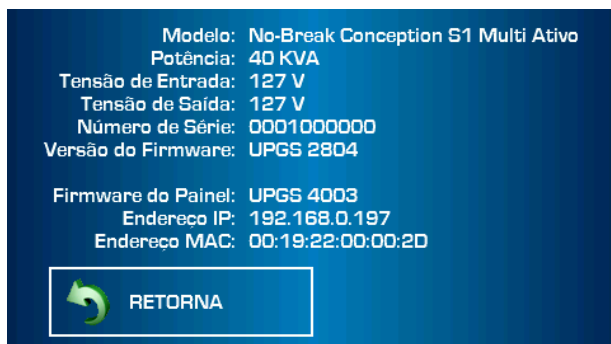 Modelo: No-Break Conception S1 Multi Ativo
Potência: 40 KVA
Tensão de Entrada: 127 V
Tensão de Saída: 127 V
Número de Série: 0001000000
Versão do Firmware: UPGS 2804
Firmware do Painel: UPGS 4003
Endereço IP: 192.168.0.197
Endereço MAC: 00:19:22:00:00:2D
RETORNA